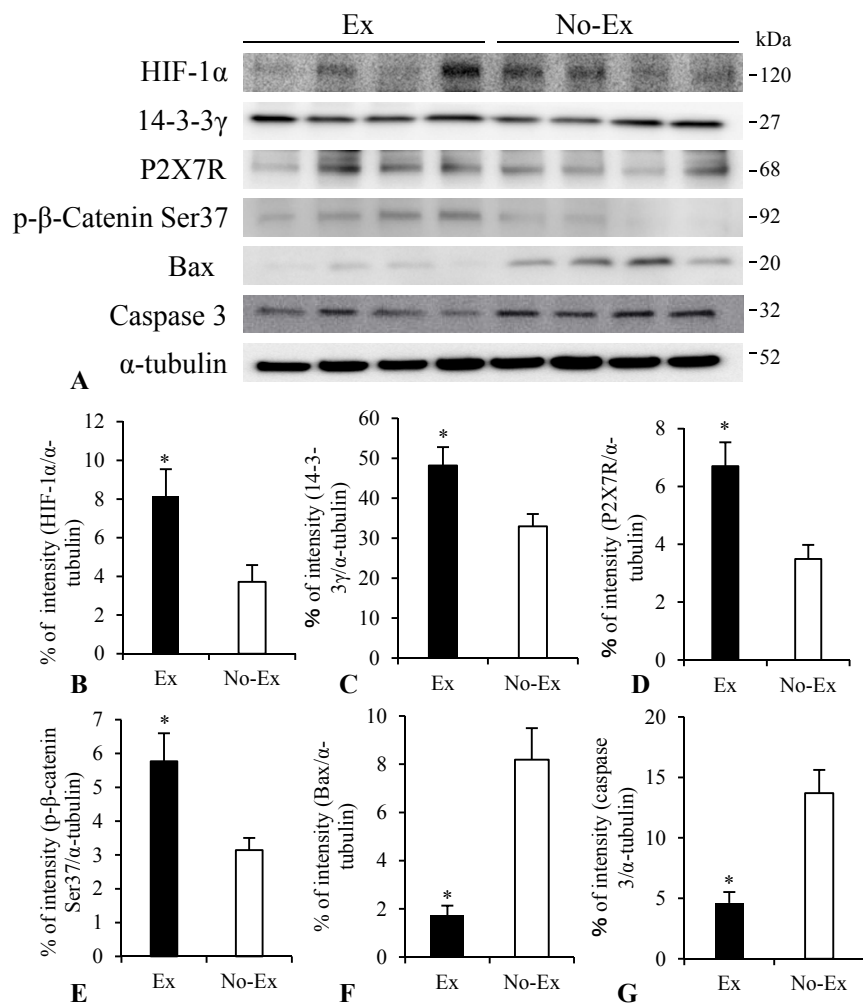 Ex No-Ex
kDa
HIF-1α -120
14-3-3γ -27
P2X7R -68
p-β-Catenin Ser37 -92
Bax -20
Caspase 3 -32
α-tubulin -52
A
% of intensity (HIF-1α/α-
tubulin)
12
10
8
6
4
2
0
*
Ex No-Ex
B
% of intensity (14-3-
3γ/α-tubulin)
60
50
40
30
20
10
0
*
Ex No-Ex
C
% of intensity (P2X7R/α-
tubulin)
8
6
4
2
0
*
Ex No-Ex
D
% of intensity (p-β-catenin
Ser37/α-tubulin)
7
6
5
4
3
2
1
0
*
Ex No-Ex
E
% of intensity (Bax/α-
tubulin)
10
8
6
4
2
0
*
Ex No-Ex
F
% of intensity (caspase
3/α-tubulin)
20
15
10
5
0
*
Ex No-Ex
G